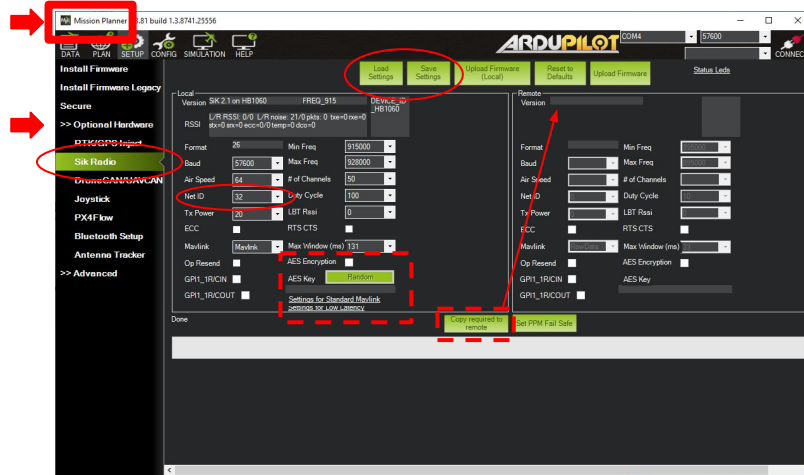 Mission Planner 1.3.81 build 1.3.8741.25556
DATA PLAN SETUP CONFIG SIMULATION HELP
ARDUPILOT
COM4
57600
CONNECT
Install Firmware
Install Firmware Legacy
Secure
>> Optional Hardware
RTK/GPS Inject
Sik Radio
DroneCAN/UAVCAN
Joystick
PX4Flow
Bluetooth Setup
Antenna Tracker
>> Advanced
Load Settings
Save Settings
Upload Firmware (Local)
Reset to Defaults
Upload Firmware
Status Leds
Local
Version SiK 2.1 on HB1060 FREQ_915 DEVICE_ID_HB1060
RSSI L/R RSSI: 0/0 L/R noise: 21/0 pkts: 0 txe=0 rxe=0
stx=0 srx=0 ecc=0/0 temp=0 dco=0
Format 26 Min Freq 915000
Baud 57600 Max Freq 928000
Air Speed 64 # of Channels 50
Net ID 32 Duty Cycle 100
Tx Power 20 LBT Rssi 0
ECC RTS CTS
Mavlink Mavlink Max Window (ms) 131
Op Resend AES Encryption
GPI1_1R/CIN AES Key Random
GPI1_1R/COUT Settings for Standard Mavlink
Settings for Low Latency
Remote
Version
Format Min Freq
Baud Max Freq
Air Speed # of Channels
Net ID Duty Cycle
Tx Power LBT Rssi
ECC RTS CTS
Mavlink RawData Max Window (ms) 33
Op Resend AES Encryption
GPI1_1R/CIN AES Key
GPI1_1R/COUT
Done
Copy required to remote
Set PPM Fail Safe